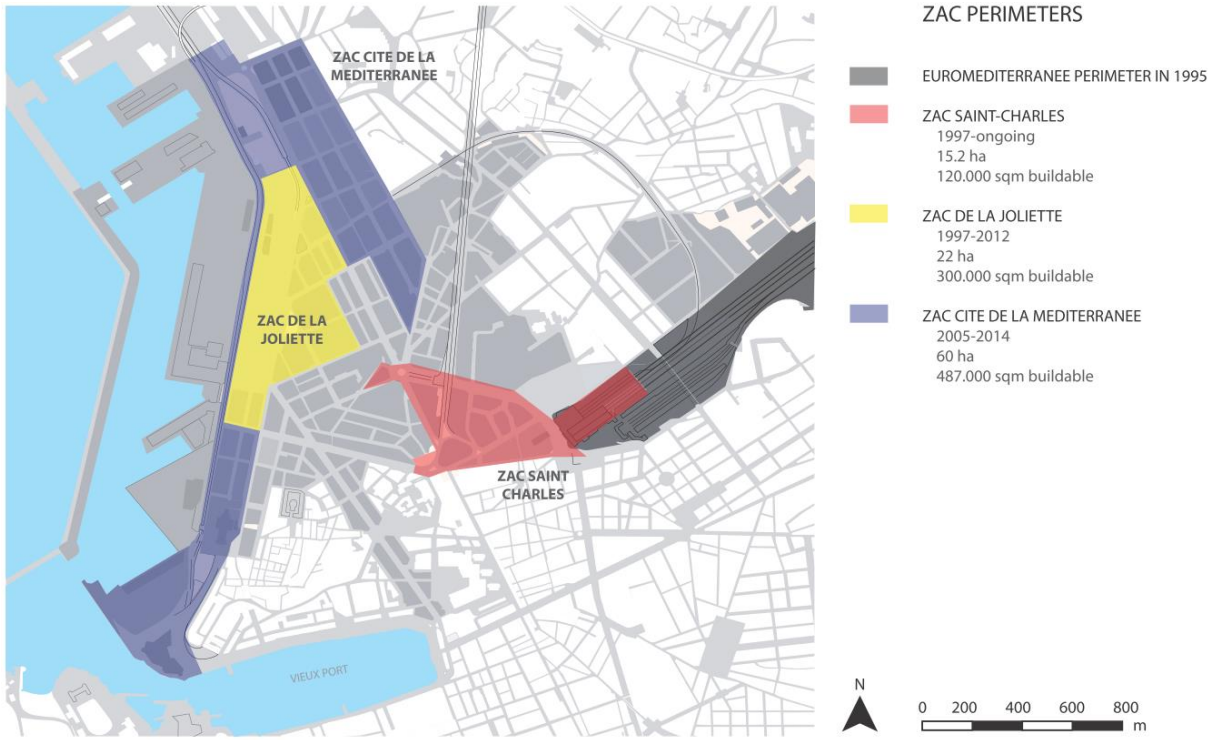 ZAC CITE DE LA
MEDITERRANEE
ZAC DE LA
JOLIETTE
ZAC SAINT
CHARLES
VIEUX PORT
ZAC PERIMETERS
EUROMEDITERRANEE PERIMETER IN 1995
ZAC SAINT-CHARLES
1997-ongoing
15.2 ha
120.000 sqm buildable
ZAC DE LA JOLIETTE
1997-2012
22 ha
300.000 sqm buildable
ZAC CITE DE LA MEDITERRANEE
2005-2014
60 ha
487.000 sqm buildable
N
0 200 400 600 800
m